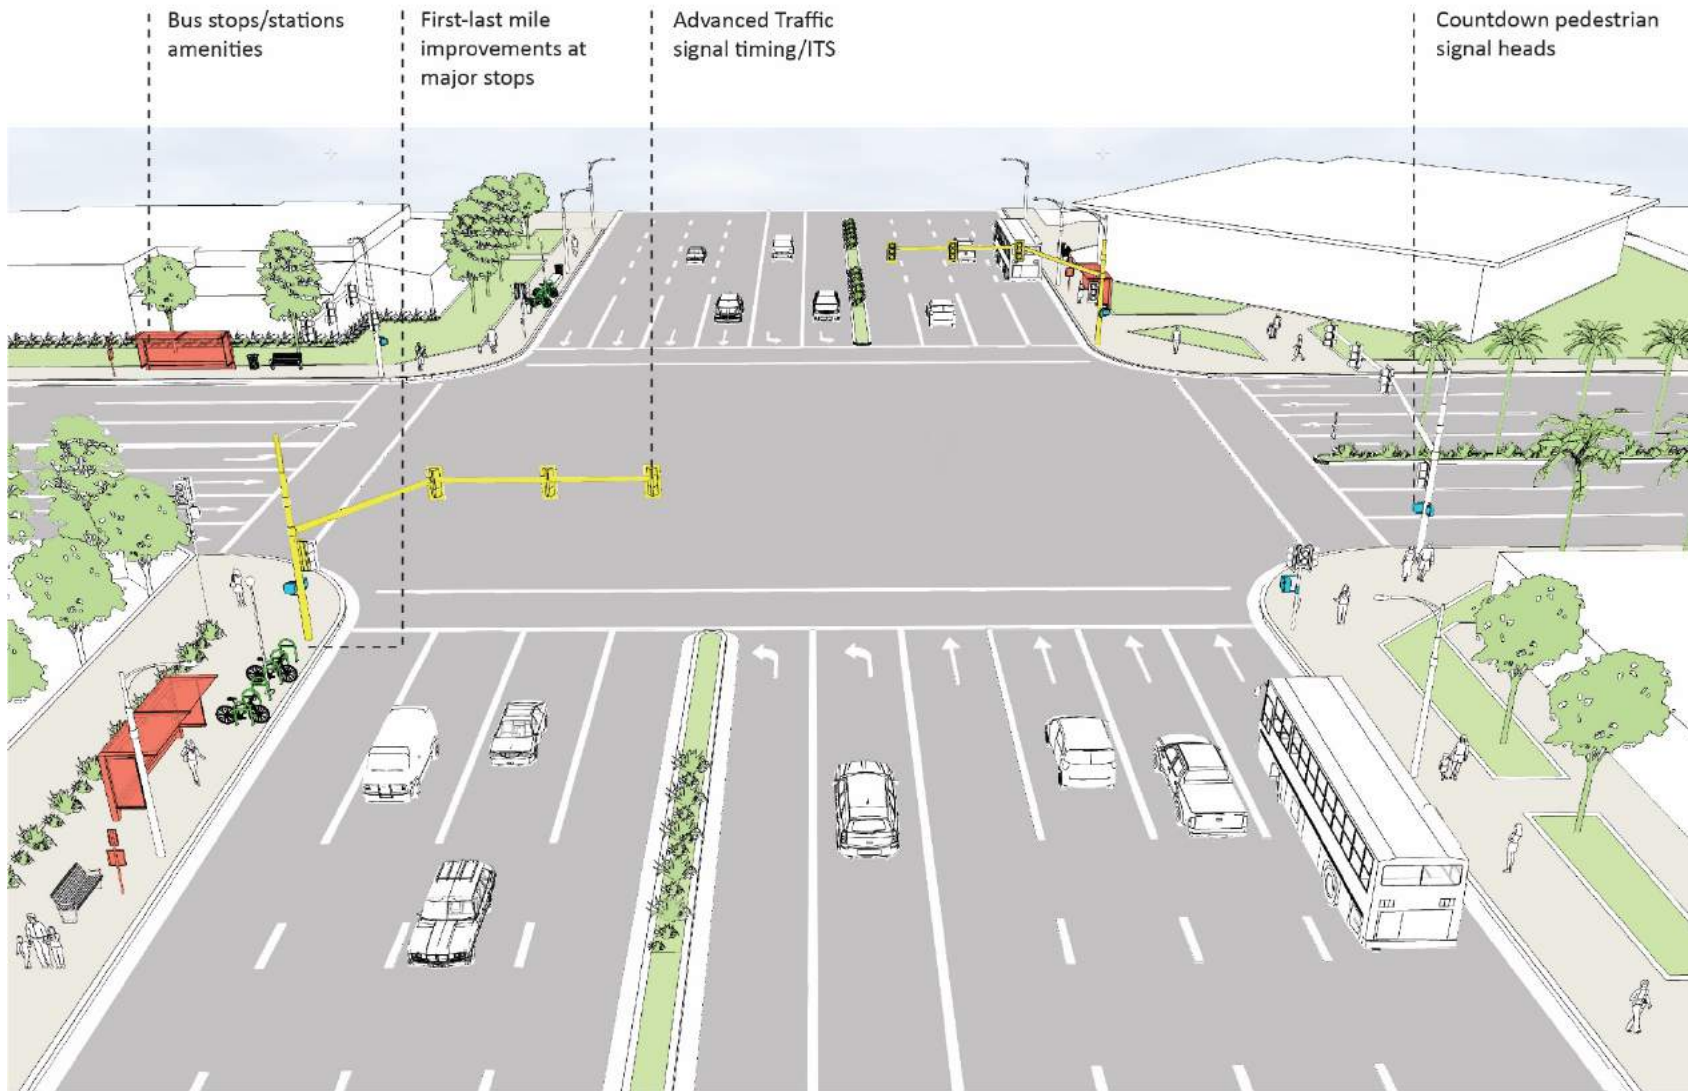 Bus stops/stations
amenities
First-last mile
improvements at
major stops
Advanced Traffic
signal timing/ITS
Countdown pedestrian
signal heads